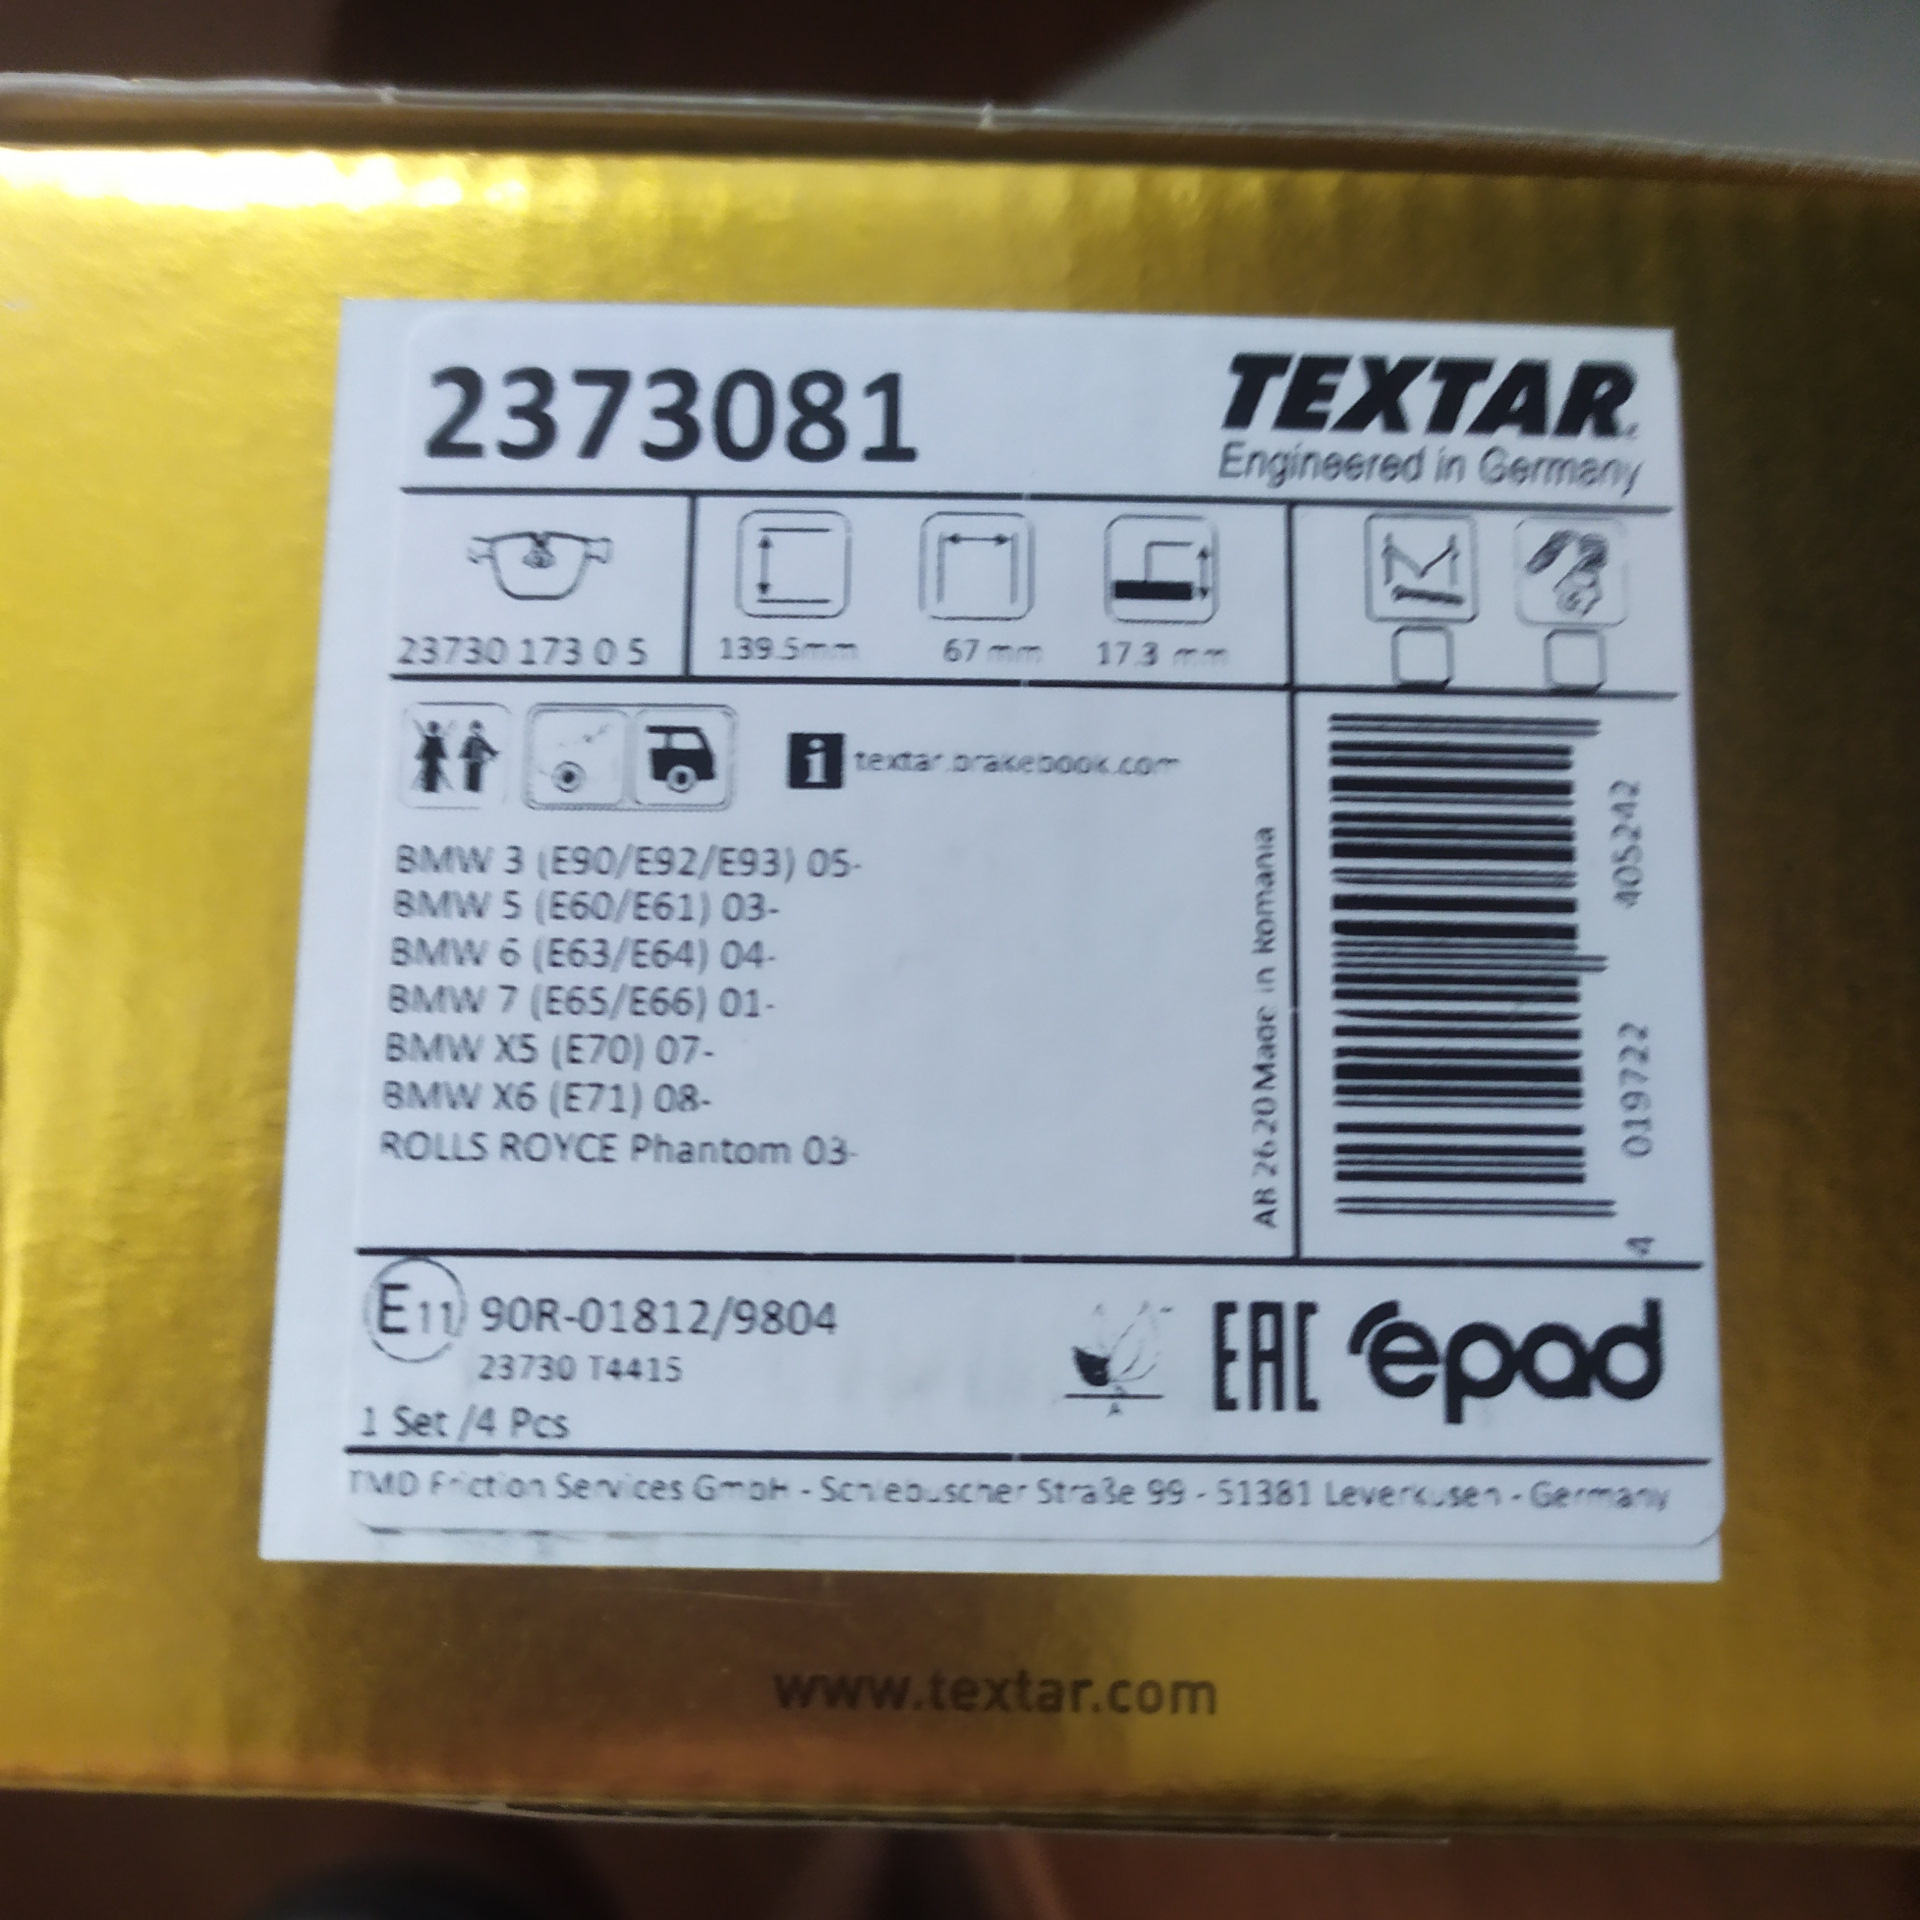 2373081
TEXTAR
Engineered in Germany
23730 173 0 5
139.5mm
67 mm
17.3 mm
i textar.brakebook.com
BMW 3 (E90/E92/E93) 05-
BMW 5 (E60/E61) 03-
BMW 6 (E63/E64) 04-
BMW 7 (E65/E66) 01-
BMW X5 (E70) 07-
BMW X6 (E71) 08-
ROLLS ROYCE Phantom 03-
AB 26 20 Made in Romania
4 019722 405242
E11 90R-01812/9804
23730 T4415
1 Set /4 Pcs
A
EAC
epad
TMD Friction Services GmbH - Schlebuscher Straße 99 - 51381 Leverkusen - Germany
www.textar.com